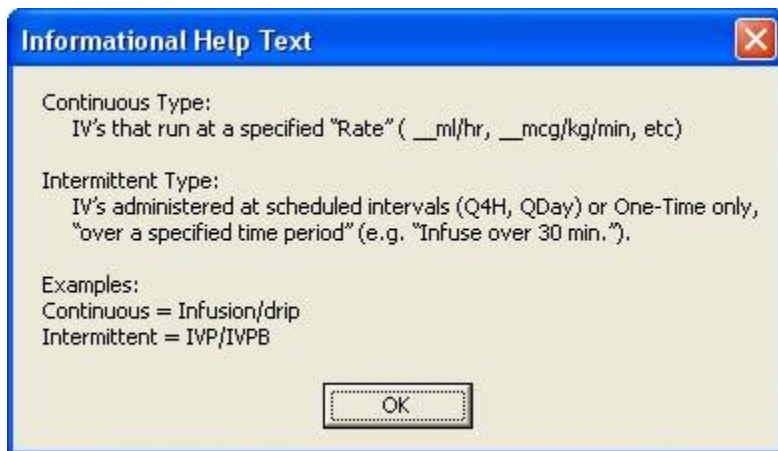 Informational Help Text
Continuous Type:
IV's that run at a specified "Rate" ( __ml/hr, __mcg/kg/min, etc)
Intermittent Type:
IV's administered at scheduled intervals (Q4H, QDay) or One-Time only,
"over a specified time period" (e.g. "Infuse over 30 min.").
Examples:
Continuous = Infusion/drip
Intermittent = IVP/IVPB
OK